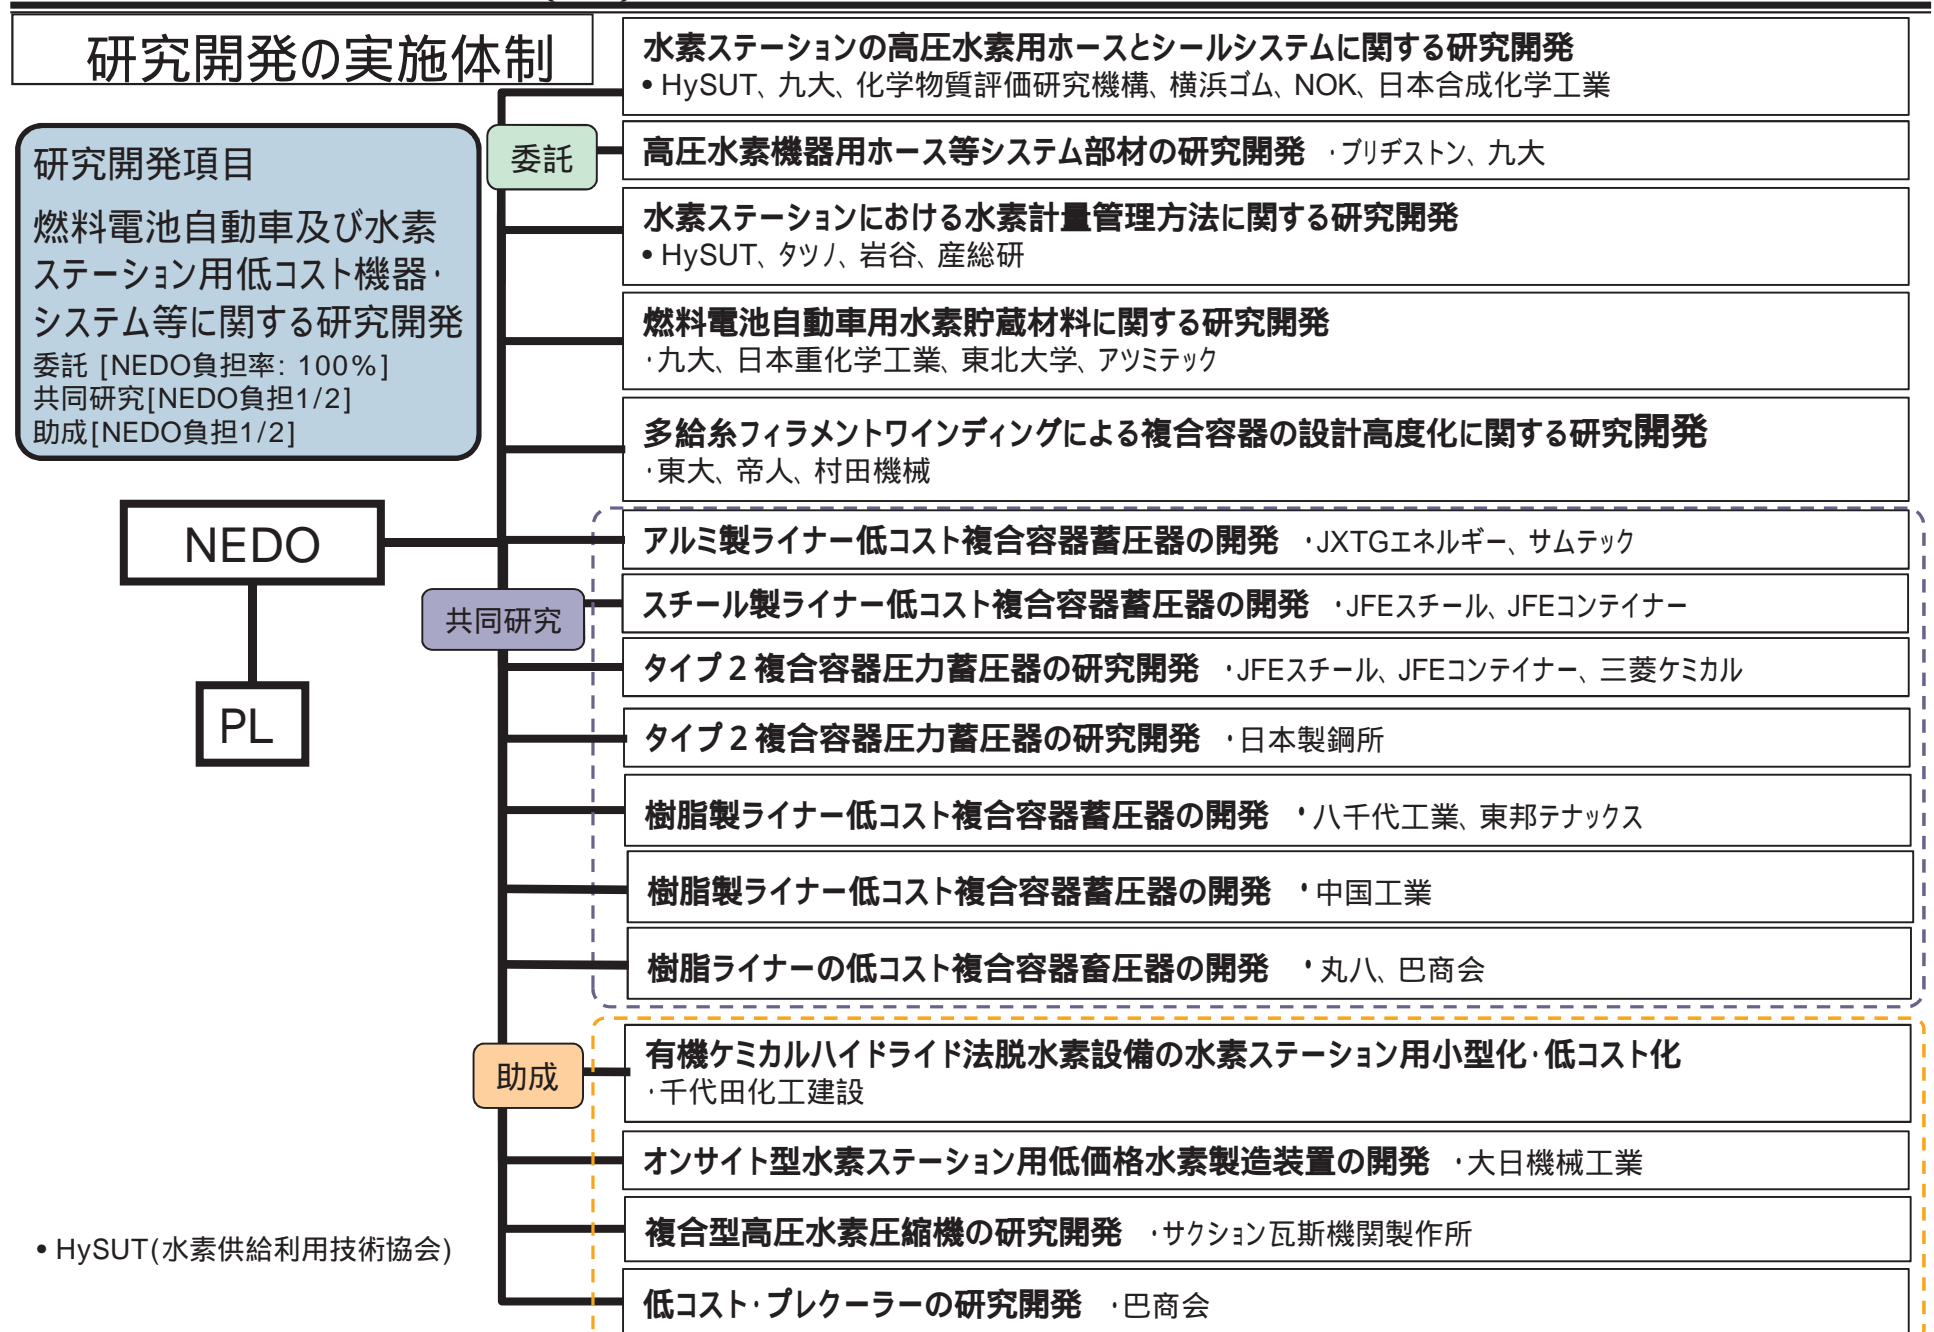 研究開発の実施体制
研究開発項目
燃料電池自動車及び水素
ステーション用低コスト機器・
システム等に関する研究開発
委託 [NEDO負担率: 100%]
共同研究[NEDO負担1/2]
助成[NEDO負担1/2]
NEDO
PL
委託
共同研究
助成
水素ステーションの高圧水素用ホースとシールシステムに関する研究開発
• HySUT、九大、化学物質評価研究機構、横浜ゴム、NOK、日本合成化学工業
高圧水素機器用ホース等システム部材の研究開発 ・ブリヂストン、九大
水素ステーションにおける水素計量管理方法に関する研究開発
• HySUT、タツノ、岩谷、産総研
燃料電池自動車用水素貯蔵材料に関する研究開発
・九大、日本重化学工業、東北大学、アツミテック
多給糸フィラメントワインディングによる複合容器の設計高度化に関する研究開発
・東大、帝人、村田機械
アルミ製ライナー低コスト複合容器蓄圧器の開発 ・JXTGエネルギー、サムテック
スチール製ライナー低コスト複合容器蓄圧器の開発 ・JFEスチール、JFEコンテイナー
タイプ2複合容器圧力蓄圧器の研究開発 ・JFEスチール、JFEコンテイナー、三菱ケミカル
タイプ2複合容器圧力蓄圧器の研究開発 ・日本製鋼所
樹脂製ライナー低コスト複合容器蓄圧器の開発 ・八千代工業、東邦テナックス
樹脂製ライナー低コスト複合容器蓄圧器の開発 ・中国工業
樹脂ライナーの低コスト複合容器畜圧器の開発 ・丸八、巴商会
有機ケミカルハイドライド法脱水素設備の水素ステーション用小型化・低コスト化
・千代田化工建設
オンサイト型水素ステーション用低価格水素製造装置の開発 ・大日機械工業
複合型高圧水素圧縮機の研究開発 ・サクション瓦斯機関製作所
低コスト・プレクーラーの研究開発 ・巴商会
• HySUT(水素供給利用技術協会)